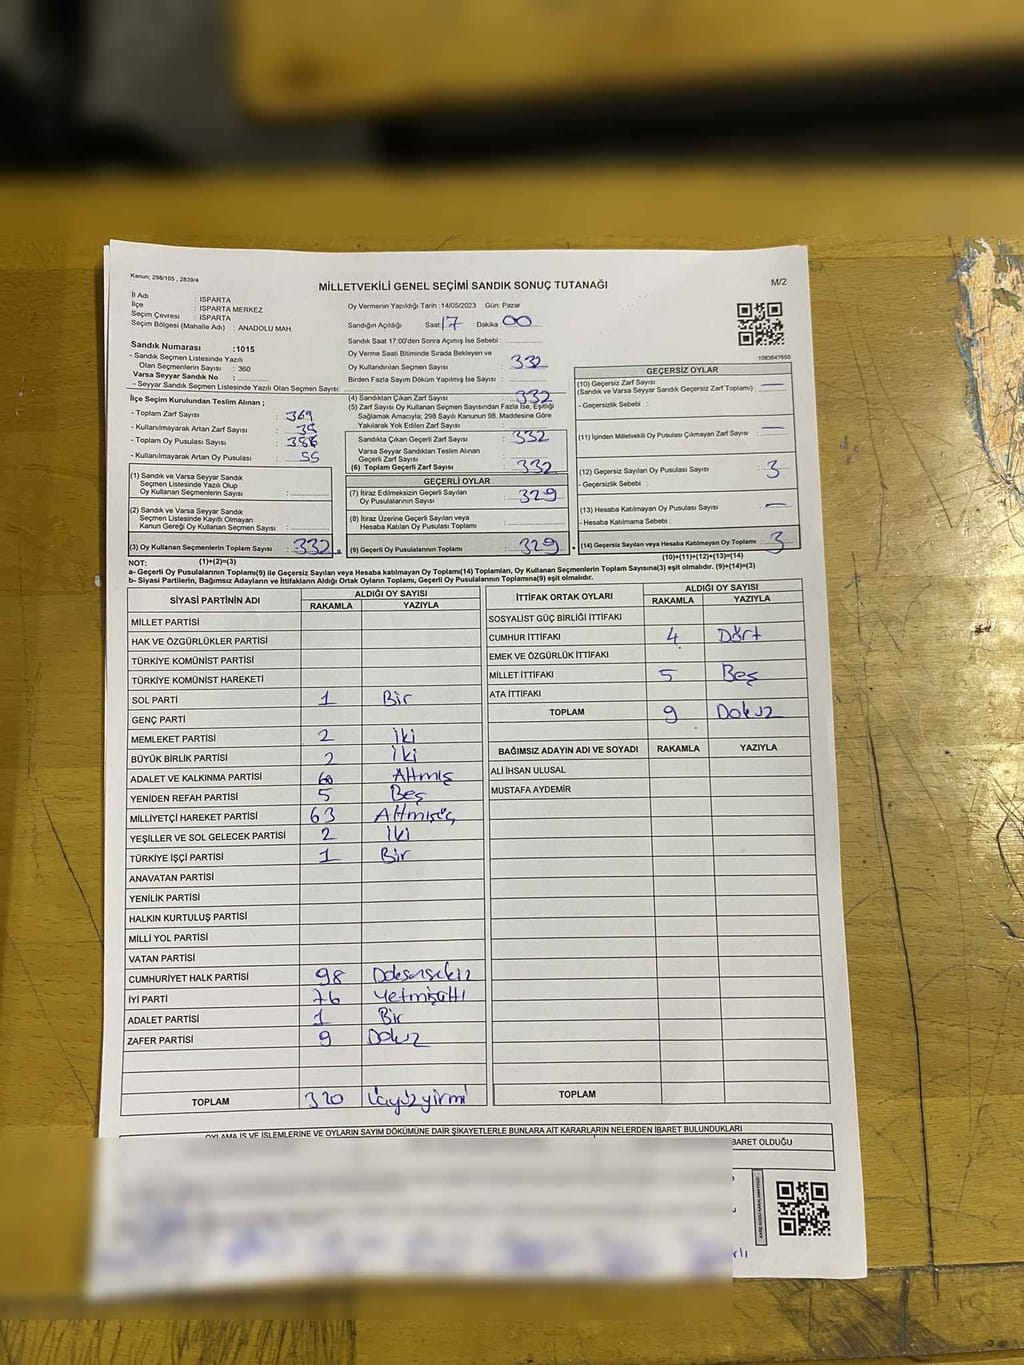 Kanun; 298/105 , 2839/4
MİLLETVEKİLİ GENEL SEÇİMİ SANDIK SONUÇ TUTANAĞI
M/2
İl Adı : ISPARTA
İlçe : ISPARTA MERKEZ
Seçim Çevresi : ISPARTA
Seçim Bölgesi (Mahalle Adı) : ANADOLU MAH.
Sandık Numarası :1015
- Sandık Seçmen Listesinde Yazılı
Olan Seçmenlerin Sayısı : 360
Varsa Seyyar Sandık No :
- Seyyar Sandık Seçmen Listesinde Yazılı Olan Seçmen Sayısı:
İlçe Seçim Kurulundan Teslim Alınan ;
- Toplam Zarf Sayısı :
- Kullanılmayarak Artan Zarf Sayısı :
- Toplam Oy Pusulası Sayısı :
- Kullanılmayarak Artan Oy Pusulası : 55
(1) Sandık ve Varsa Seyyar Sandık
Seçmen Listesinde Yazılı Olup
Oy Kullanan Seçmenlerin Sayısı :
(2) Sandık ve Varsa Seyyar Sandık
Seçmen Listesinde Kayıtlı Olmayan
Kanun Gereği Oy Kullanan Seçmen Sayısı :
(3) Oy Kullanan Seçmenlerin Toplam Sayısı : 332
(1)+(2)=(3)
Oy Vermenin Yapıldığı Tarih :14/05/2023 Gün: Pazar
Sandığın Açıldığı Saat 17 Dakika 00
Sandık Saat 17:00'den Sonra Açmış İse Sebebi :
Oy Verme Saati Bitiminde Sırada Bekleyen ve
Oy Kullandırılan Seçmen Sayısı : 332
Birden Fazla Sayım Döküm Yapılmış İse Sayısı :
(4) Sandıktan Çıkan Zarf Sayısı : 332
(5) Zarf Sayısı Oy Kullanan Seçmen Sayısından Fazla İse, Eşitliği
Sağlamak Amacıyla, 298 Sayılı Kanunun 98. Maddesine Göre
Yakılarak Yok Edilen Zarf Sayısı :
Sandıkta Çıkan Geçerli Zarf Sayısı : 332
Varsa Seyyar Sandıktan Teslim Alınan
Geçerli Zarf Sayısı :
(6) Toplam Geçerli Zarf Sayısı : 332
GEÇERLİ OYLAR
(7) İtiraz Edilmeksizin Geçerli Sayılan
Oy Pusulalarının Sayısı : 329
(8) İtiraz Üzerine Geçerli Sayılan veya
Hesaba Katılan Oy Pusulası Toplamı :
(9) Geçerli Oy Pusulalarının Toplamı : 329
1083647650
GEÇERSİZ OYLAR
(10) Geçersiz Zarf Sayısı : —
(Sandık ve Varsa Seyyar Sandık Geçersiz Zarf Toplamı)
- Geçersizlik Sebebi :
(11) İçinden Milletvekili Oy Pusulası Çıkmayan Zarf Sayısı : —
(12) Geçersiz Sayılan Oy Pusulası Sayısı : 3
- Geçersizlik Sebebi :
(13) Hesaba Katılmayan Oy Pusulası Sayısı : —
- Hesaba Katılmama Sebebi :
(14) Geçersiz Sayılan veya Hesaba Katılmayan Oy Toplamı : 3
(10)+(11)+(12)+(13)=(14)
NOT:
a- Geçerli Oy Pusulalarının Toplamı(9) ile Geçersiz Sayılan veya Hesaba katılmayan Oy Toplamı(14) Toplamları, Oy Kullanan Seçmenlerin Toplam Sayısına(3) eşit olmalıdır. (9)+(14)=(3)
b- Siyasi Partilerin, Bağımsız Adayların ve İttifakların Aldığı Ortak Oyların Toplamı, Geçerli Oy Pusulalarının Toplamına(9) eşit olmalıdır.
SİYASİ PARTİNİN ADI ALDIĞI OY SAYISI
RAKAMLA YAZIYLA
MİLLET PARTİSİ
HAK VE ÖZGÜRLÜKLER PARTİSİ
TÜRKİYE KOMÜNİST PARTİSİ
TÜRKİYE KOMÜNİST HAREKETİ
SOL PARTİ 1 Bir
GENÇ PARTİ
MEMLEKET PARTİSİ 2 İki
BÜYÜK BİRLİK PARTİSİ 2 İki
ADALET VE KALKINMA PARTİSİ 60 Altmış
YENİDEN REFAH PARTİSİ 5 Beş
MİLLİYETÇİ HAREKET PARTİSİ 63 Altmışüç
YEŞİLLER VE SOL GELECEK PARTİSİ 2 İki
TÜRKİYE İŞÇİ PARTİSİ 1 Bir
ANAVATAN PARTİSİ
YENİLİK PARTİSİ
HALKIN KURTULUŞ PARTİSİ
MİLLİ YOL PARTİSİ
VATAN PARTİSİ
CUMHURİYET HALK PARTİSİ 98
İYİ PARTİ 76 Yetmişaltı
ADALET PARTİSİ 1 Bir
ZAFER PARTİSİ 9 Dokuz
TOPLAM 320 Üçyüzyirmi
İTTİFAK ORTAK OYLARI ALDIĞI OY SAYISI
RAKAMLA YAZIYLA
SOSYALİST GÜÇ BİRLİĞİ İTTİFAKI
CUMHUR İTTİFAKI 4 Dört
EMEK VE ÖZGÜRLÜK İTTİFAKI
MİLLET İTTİFAKI 5 Beş
ATA İTTİFAKI
TOPLAM 9 Dokuz
BAĞIMSIZ ADAYIN ADI VE SOYADI RAKAMLA YAZIYLA
ALİ İHSAN ULUSAL
MUSTAFA AYDEMİR
TOPLAM
OYLAMA İŞ VE İŞLEMLERİNE VE OYLARIN SAYIM DÖKÜMÜNE DAİR ŞİKAYETLERLE BUNLARA AİT KARARLARIN NELERDEN İBARET BULUNDUKLARI
BARET OLDUĞU